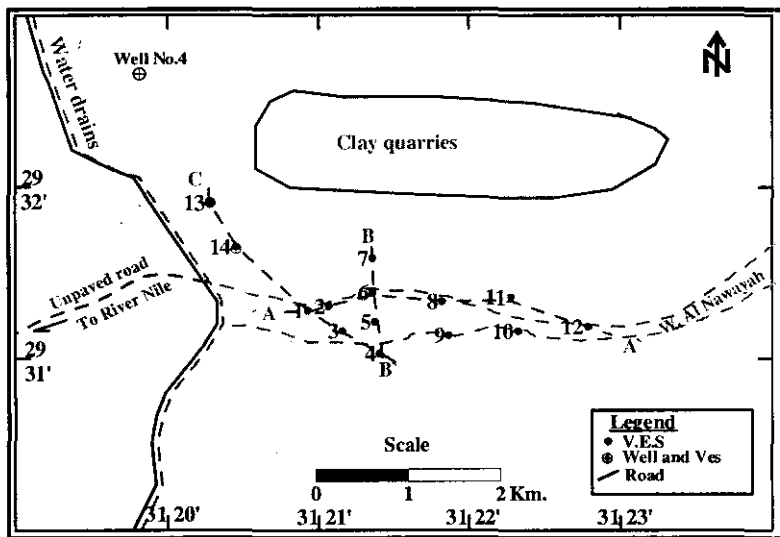 Well No.4
N
Water drains
Clay quarries
29
32'
C
13
14
B
7
6
Unpaved road
To River Nile
A
1
2
3
5
4
B
8
11
9
10
12
A'
W. Al Nawayah
29
31'
Scale
0 1 2 Km.
Legend
V.E.S
Well and Ves
Road
31 20'
31 21'
31 22'
31 23'